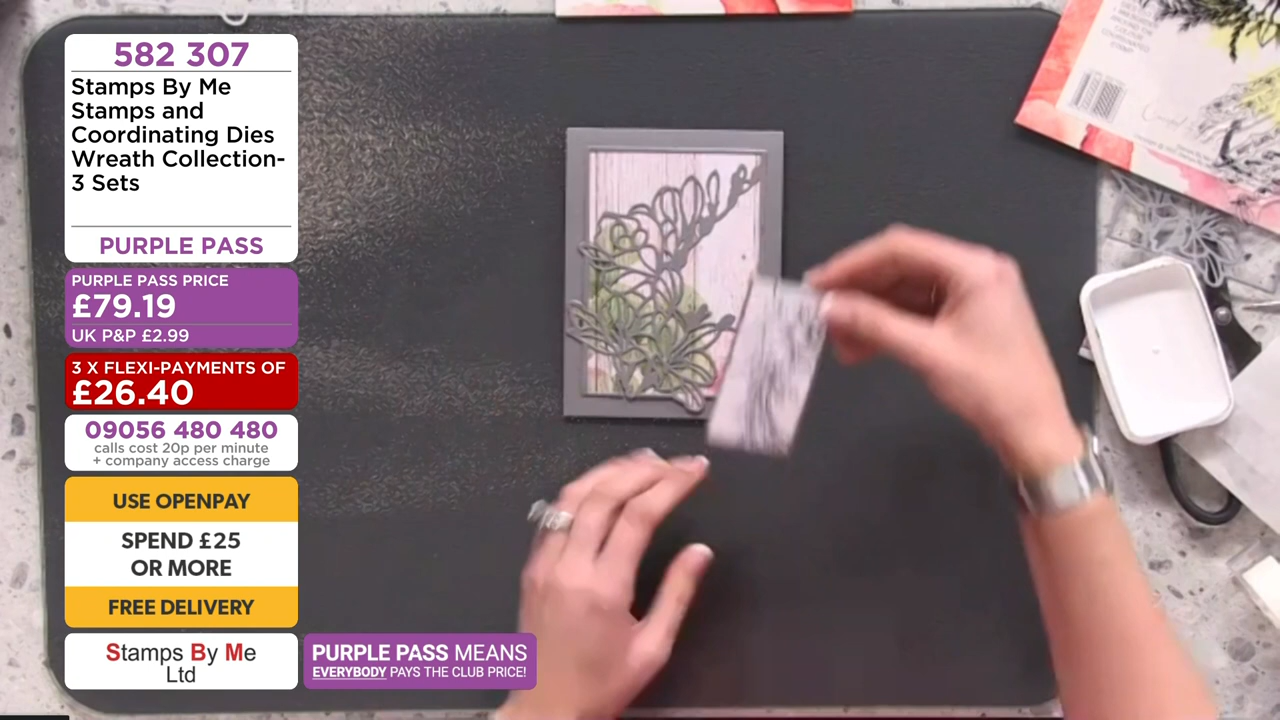 582 307
Stamps By Me
Stamps and
Coordinating Dies
Wreath Collection-
3 Sets
PURPLE PASS
PURPLE PASS PRICE
£79.19
UK P&P £2.99
3 X FLEXI-PAYMENTS OF
£26.40
09056 480 480
calls cost 20p per minute
+ company access charge
USE OPENPAY
SPEND £25
OR MORE
FREE DELIVERY
Stamps By Me
Ltd
PURPLE PASS MEANS
EVERYBODY PAYS THE CLUB PRICE!